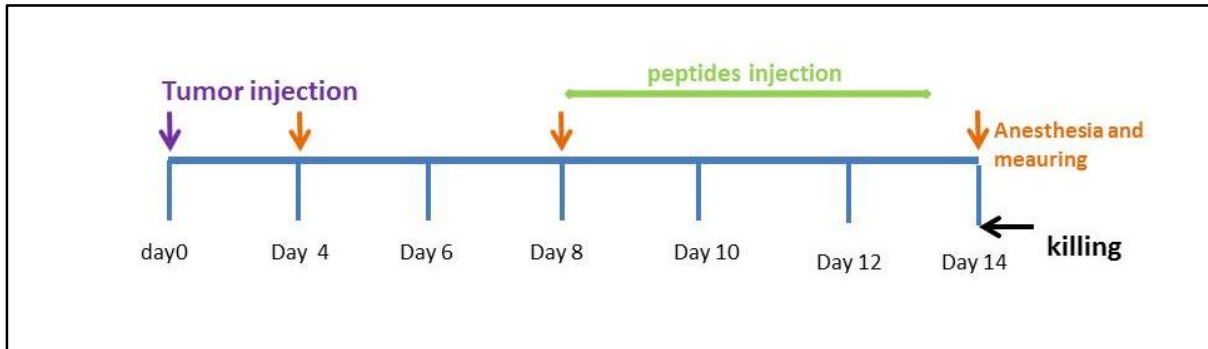 peptides injection
Tumor injection
Anesthesia and
meauring
day0
Day 4
Day 6
Day 8
Day 10
Day 12
Day 14
killing